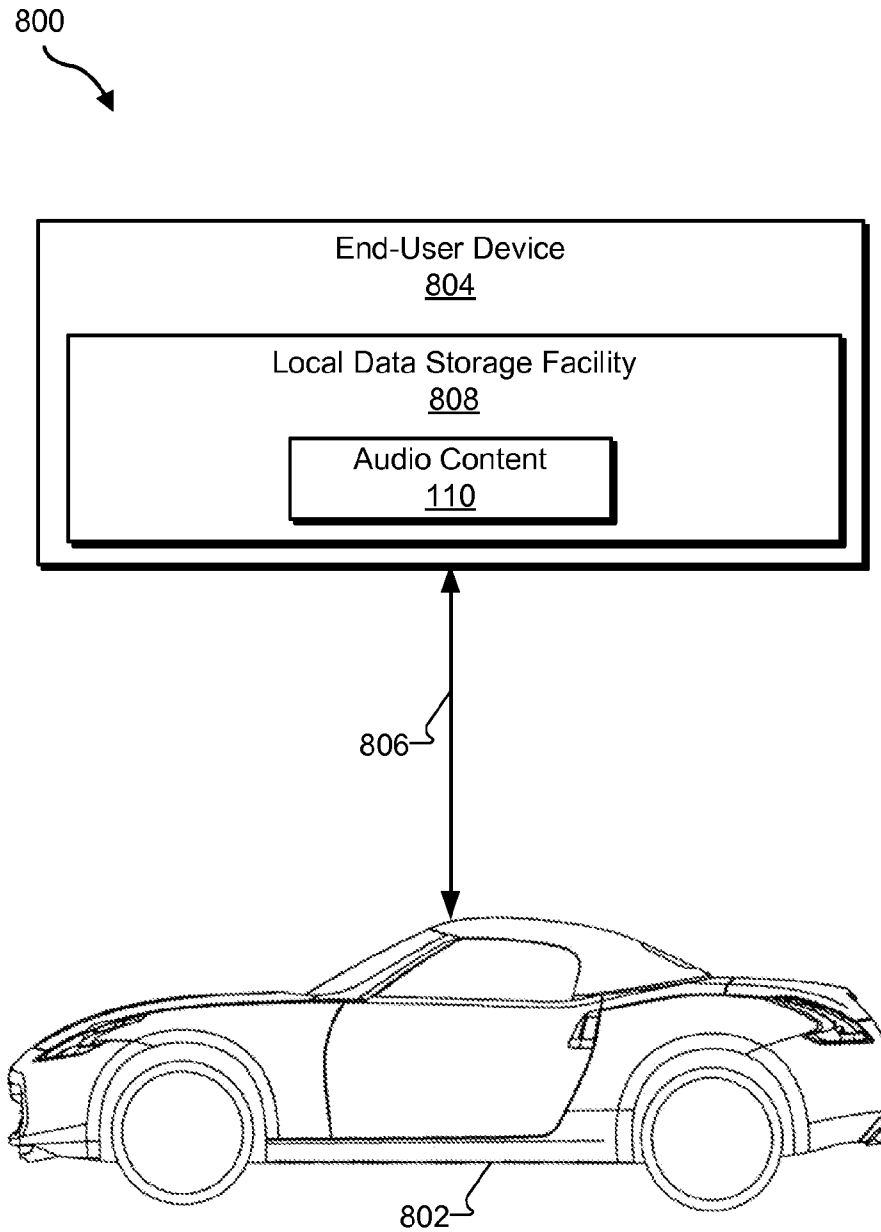 800
End-User Device
804
Local Data Storage Facility
808
Audio Content
110
806
802